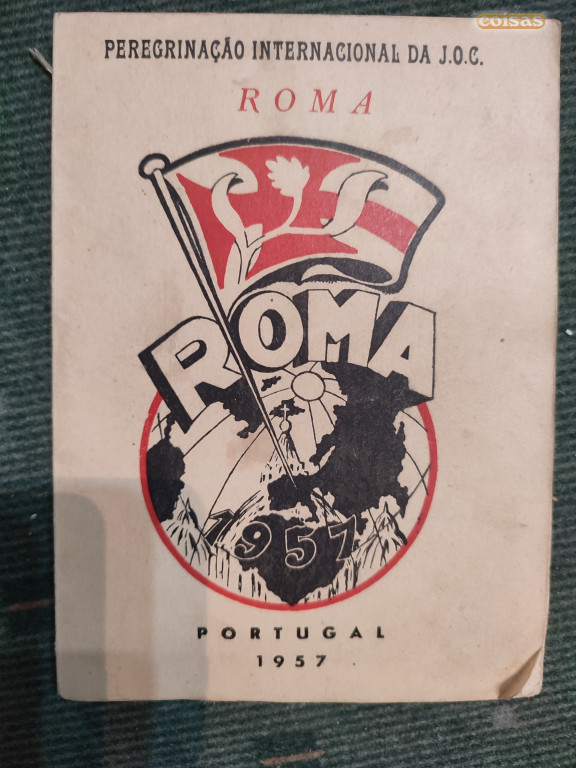 coisas
PEREGRINAÇÃO INTERNACIONAL DA J.O.C.
ROMA
ROMA
1957
PORTUGAL
1957